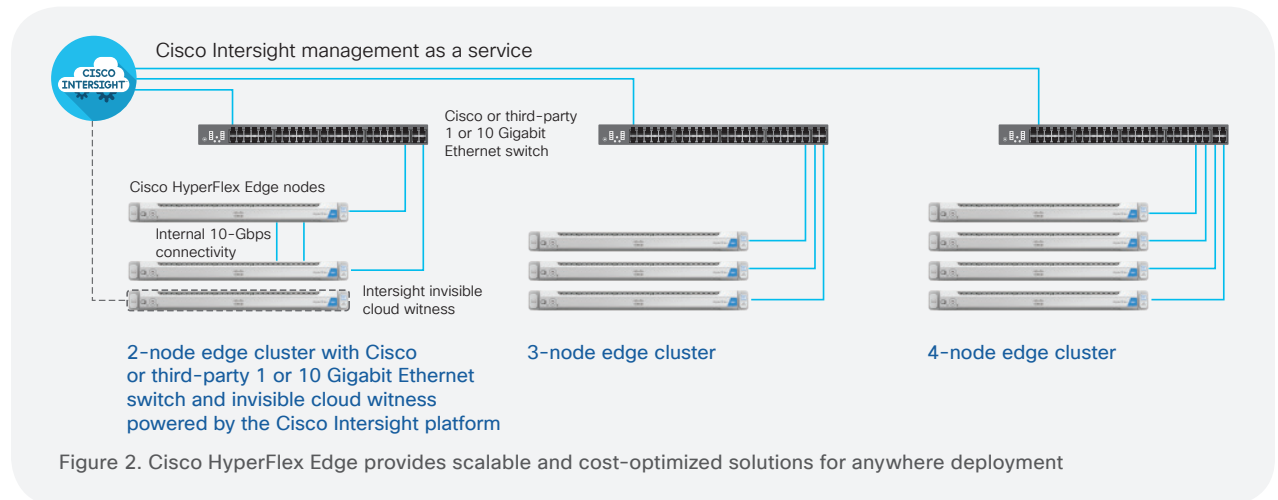 Cisco Intersight management as a service
CISCO
INTERSIGHT
Cisco or third-party
1 or 10 Gigabit
Ethernet switch
Cisco HyperFlex Edge nodes
Internal 10-Gbps
connectivity
Intersight invisible
cloud witness
2-node edge cluster with Cisco
or third-party 1 or 10 Gigabit Ethernet
switch and invisible cloud witness
powered by the Cisco Intersight platform
3-node edge cluster
4-node edge cluster
Figure 2. Cisco HyperFlex Edge provides scalable and cost-optimized solutions for anywhere deployment